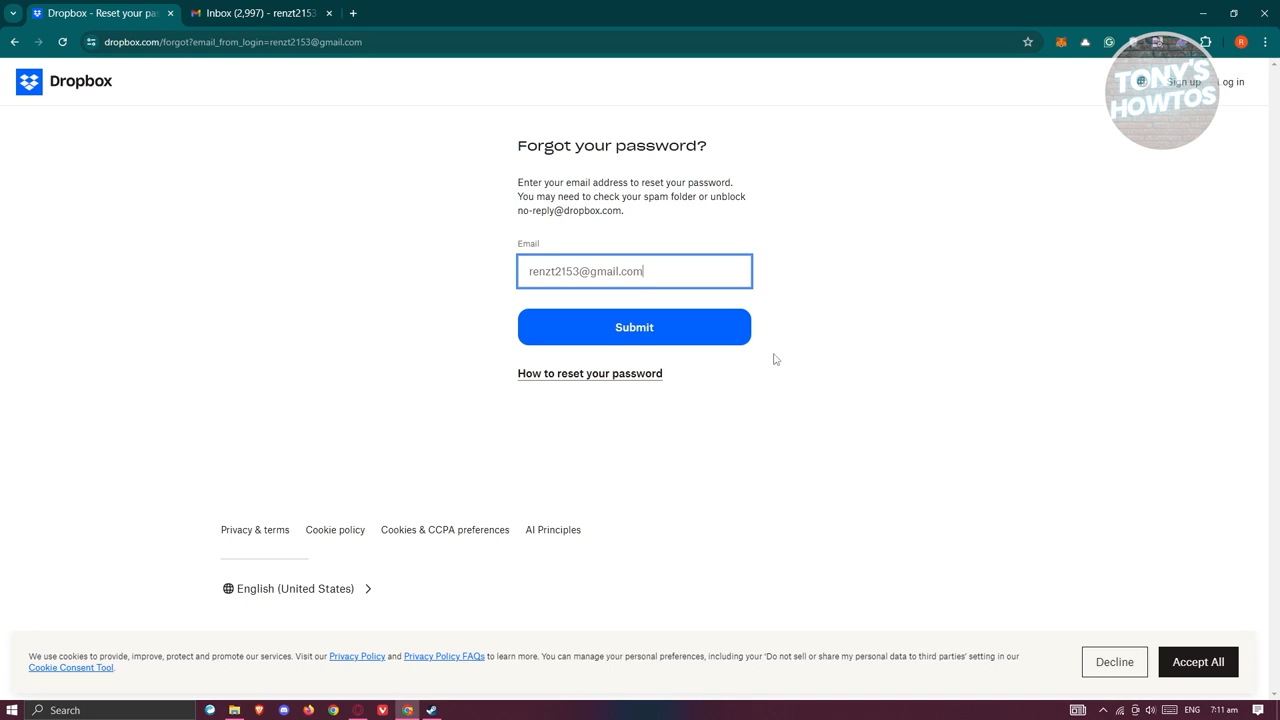 Dropbox - Reset your pas
Inbox (2,997) - renzt2153
dropbox.com/forgot?email_from_login=renzt2153@gmail.com
Dropbox
Sign up
Log in
TONY'S
HOWTOS
Forgot your password?
Enter your email address to reset your password.
You may need to check your spam folder or unblock
no-reply@dropbox.com.
Email
renzt2153@gmail.com
Submit
How to reset your password
Privacy & terms
Cookie policy
Cookies & CCPA preferences
AI Principles
English (United States)
We use cookies to provide, improve, protect and promote our services. Visit our Privacy Policy and Privacy Policy FAQs to learn more. You can manage your personal preferences, including your 'Do not sell or share my personal data to third parties' setting in our
Cookie Consent Tool.
Decline
Accept All
Search
ENG
7:11 am